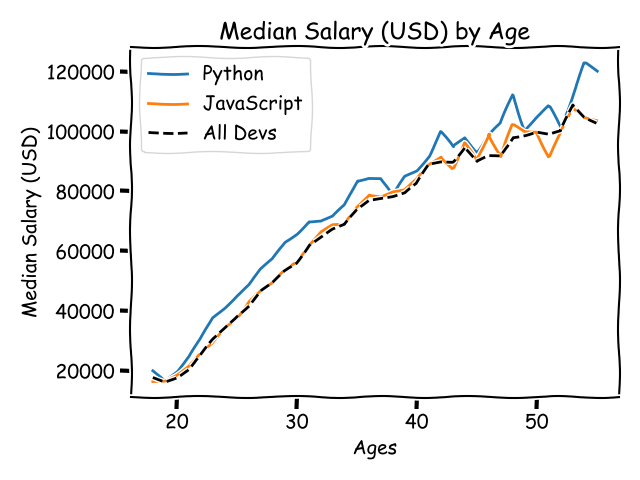 Median Salary (USD) by Age
Python
JavaScript
All Devs
Median Salary (USD)
120000
100000
80000
60000
40000
20000
20
30
40
50
Ages